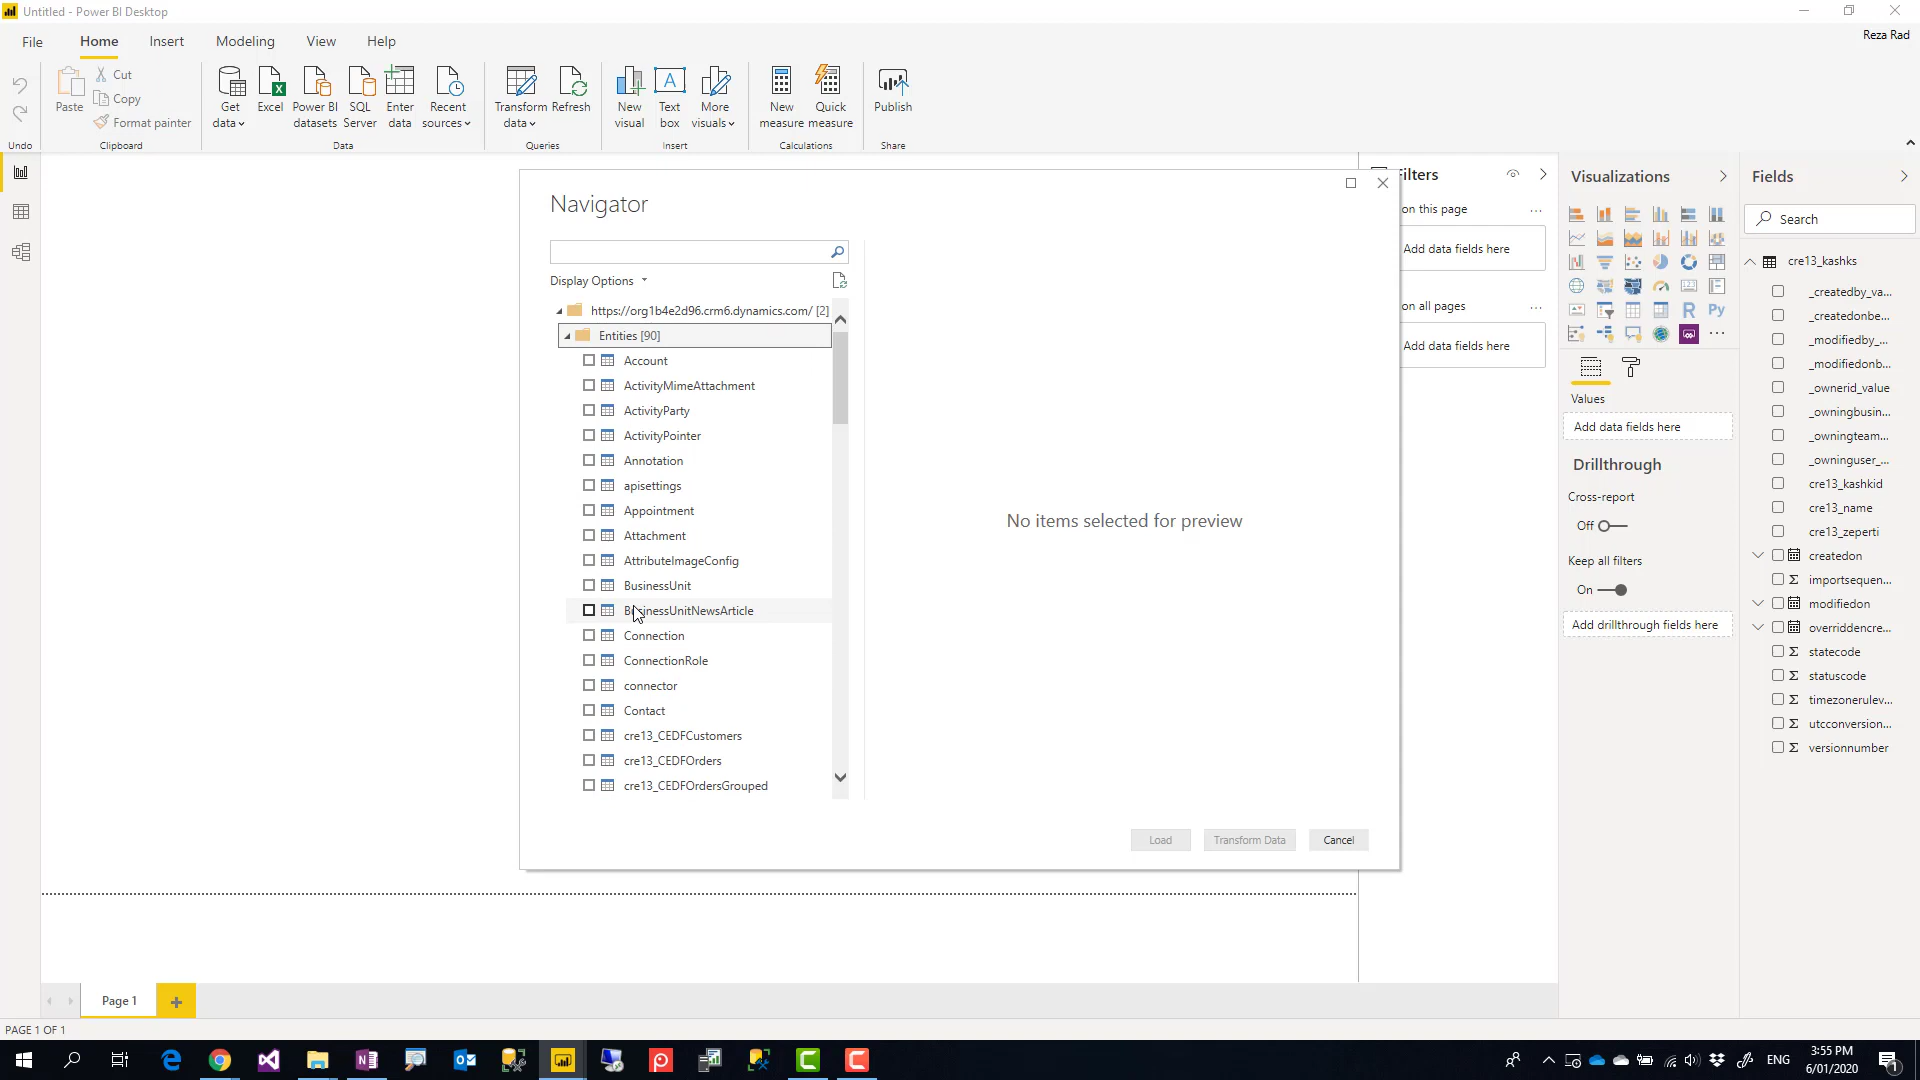 Untitled - Power BI Desktop
Reza Rad
File Home Insert Modeling View Help
Cut
Copy
Format painter
Paste
Get data
Excel
Power BI datasets
SQL Server
Enter data
Recent sources
Transform data
Refresh
New visual
Text box
More visuals
New measure
Quick measure
Publish
Undo
Clipboard
Data
Queries
Insert
Calculations
Share
Navigator
Display Options
https://org1b4e2d96.crm6.dynamics.com/ [2]
Entities [90]
Account
ActivityMimeAttachment
ActivityParty
ActivityPointer
Annotation
apisettings
Appointment
Attachment
AttributeImageConfig
BusinessUnit
BusinessUnitNewsArticle
Connection
ConnectionRole
connector
Contact
cre13_CEDFCustomers
cre13_CEDFOrders
cre13_CEDFOrdersGrouped
No items selected for preview
Load
Transform Data
Cancel
ilters
on this page
...
Add data fields here
on all pages
...
Add data fields here
Visualizations
R
Py
...
Values
Add data fields here
Drillthrough
Cross-report
Off
Keep all filters
On
Add drillthrough fields here
Fields
Search
cre13_kashks
_createdby_va...
_createdonbe...
_modifiedby_...
_modifiedonb...
_ownerid_value
_owningbusin...
_owningteam...
_owninguser_...
cre13_kashkid
cre13_name
cre13_zeperti
createdon
Σ importsequen...
modifiedon
overriddencre...
Σ statecode
Σ statuscode
Σ timezonerulev...
Σ utcconversion...
Σ versionnumber
Page 1
+
PAGE 1 OF 1
ENG
3:55 PM
6/01/2020
1